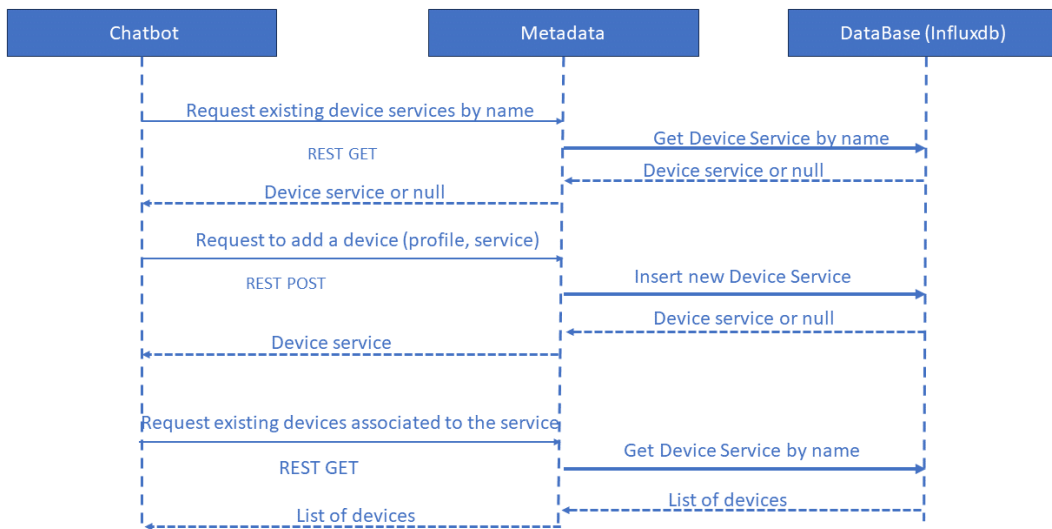 Chatbot
Metadata
DataBase (Influxdb)
Request existing device services by name
Get Device Service by name
REST GET
Device service or null
Device service or null
Request to add a device (profile, service)
REST POST
Insert new Device Service
Device service or null
Device service
Request existing devices associated to the service
Get Device Service by name
REST GET
List of devices
List of devices